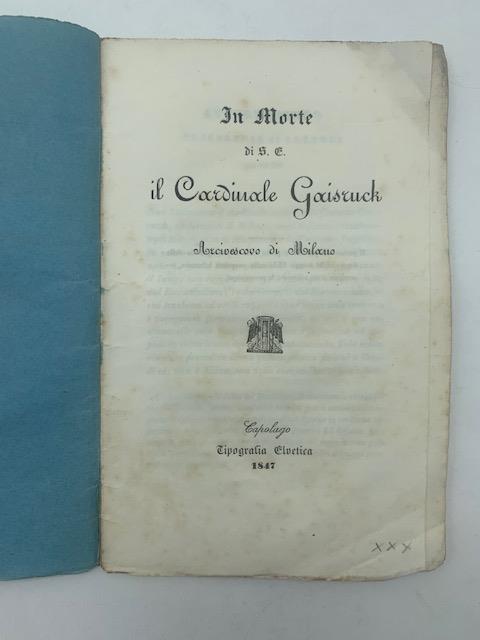 In Morte
di S. E.
il Cardinale Gaisruck
Arcivescovo di Milano
Capolago
Tipografia Elvetica
1847
XXX